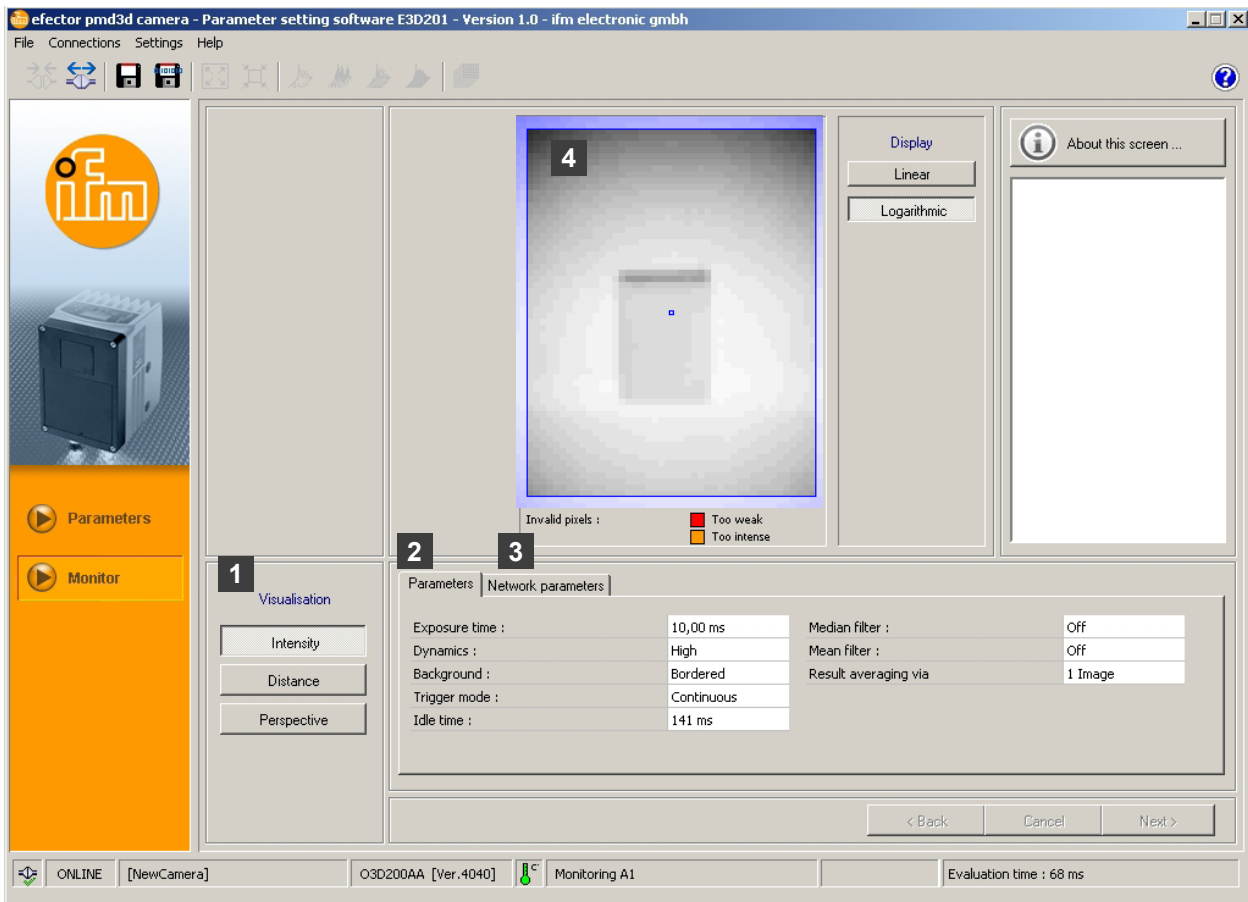 efector pmd3d camera - Parameter setting software E3D201 - Version 1.0 - ifm electronic gmbh
File Connections Settings Help
ifm
Parameters
Monitor
4
Display
Linear
Logarithmic
About this screen ...
Invalid pixels : Too weak
Too intense
1
Visualisation
Intensity
Distance
Perspective
2
3
Parameters Network parameters
Exposure time : 10,00 ms Median filter : Off
Dynamics : High Mean filter : Off
Background : Bordered Result averaging via 1 Image
Trigger mode : Continuous
Idle time : 141 ms
< Back Cancel Next >
ONLINE [NewCamera] O3D200AA [Ver.4040] C° Monitoring A1 Evaluation time : 68 ms